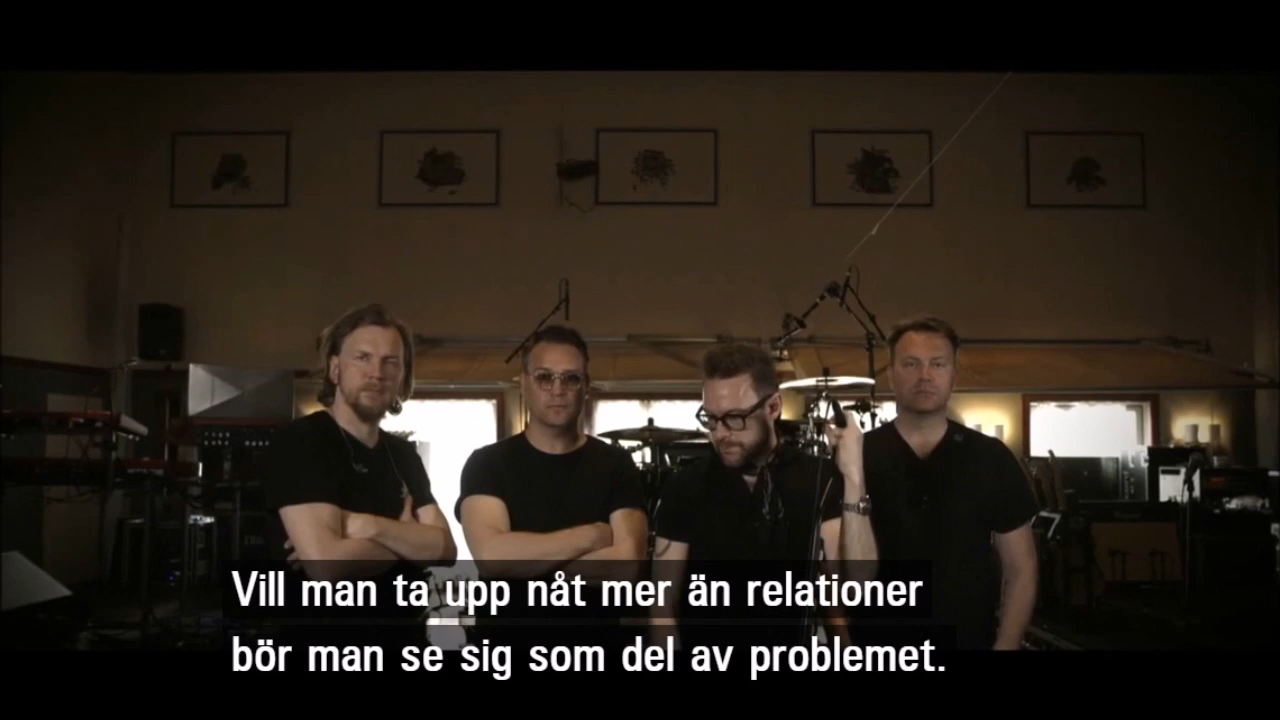 Vill man ta upp nåt mer än relationer
bör man se sig som del av problemet.